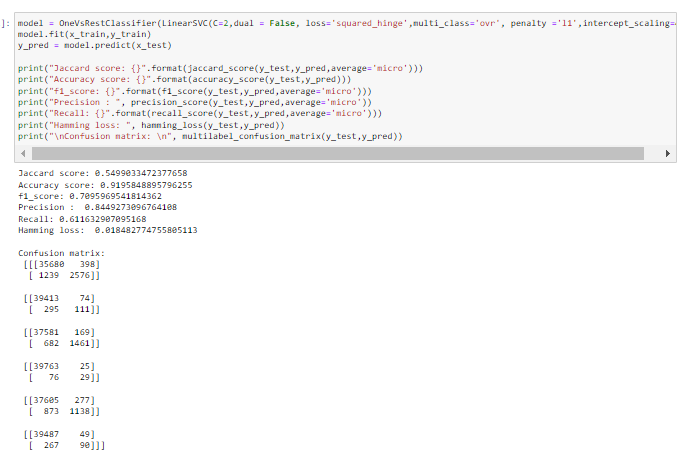 ]: model = OneVsRestClassifier(LinearSVC(C=2,dual = False, loss='squared_hinge',multi_class='ovr', penalty ='l1',intercept_scaling=
model.fit(x_train,y_train)
y_pred = model.predict(x_test)
print("Jaccard score: {}".format(jaccard_score(y_test,y_pred,average='micro')))
print("Accuracy score: {}".format(accuracy_score(y_test,y_pred)))
print("f1_score: {}".format(f1_score(y_test,y_pred,average='micro')))
print("Precision : ", precision_score(y_test,y_pred,average='micro'))
print("Recall: {}".format(recall_score(y_test,y_pred,average='micro')))
print("Hamming loss: ", hamming_loss(y_test,y_pred))
print("\nConfusion matrix: \n", multilabel_confusion_matrix(y_test,y_pred))
Jaccard score: 0.5499033472377658
Accuracy score: 0.9195848895796255
f1_score: 0.7095969541814362
Precision :  0.8449273096764108
Recall: 0.611632907095168
Hamming loss:  0.018482774755805113
Confusion matrix:
[[[35680   398]
[ 1239  2576]]
[[39413    74]
[  295   111]]
[[37581   169]
[  682  1461]]
[[39763    25]
[   76    29]]
[[37605   277]
[  873  1138]]
[[39487    49]
[  267    90]]]